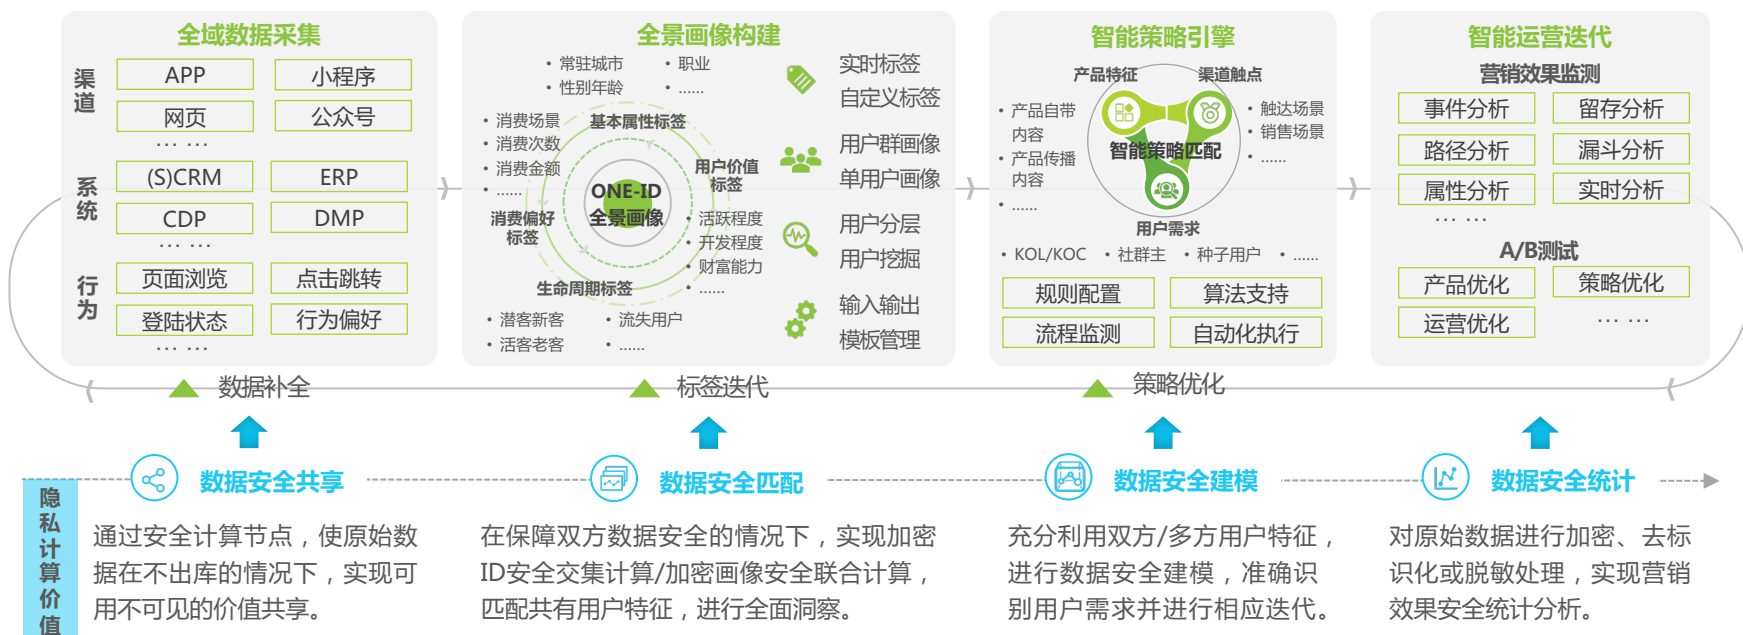 全域数据采集
渠道
APP
小程序
网页
公众号
... ...
系统
(S)CRM
ERP
CDP
DMP
... ...
行为
页面浏览
点击跳转
登陆状态
行为偏好
... ...
全景画像构建
• 常驻城市
• 职业
• 性别年龄
• ......
• 消费场景
• 消费次数
• 消费金额
• ......
基本属性标签
用户价值
标签
ONE-ID
全景画像
消费偏好
标签
• 活跃程度
• 开发程度
• 财富能力
• ......
生命周期标签
• 潜客新客
• 流失用户
• 活客老客
• ......
实时标签
自定义标签
用户群画像
单用户画像
用户分层
用户挖掘
输入输出
模板管理
智能策略引擎
产品特征
渠道触点
• 产品自带
内容
• 产品传播
内容
• ......
• 触达场景
• 销售场景
• ......
智能策略匹配
用户需求
• KOL/KOC
• 社群主
• 种子用户
• ......
规则配置
算法支持
流程监测
自动化执行
智能运营迭代
营销效果监测
事件分析
留存分析
路径分析
漏斗分析
属性分析
实时分析
... ...
A/B测试
产品优化
策略优化
运营优化
... ...
数据补全
标签迭代
策略优化
隐私计算价值
数据安全共享
通过安全计算节点，使原始数
据在不出库的情况下，实现可
用不可见的价值共享。
数据安全匹配
在保障双方数据安全的情况下，实现加密
ID安全交集计算/加密画像安全联合计算，
匹配共有用户特征，进行全面洞察。
数据安全建模
充分利用双方/多方用户特征，
进行数据安全建模，准确识
别用户需求并进行相应迭代。
数据安全统计
对原始数据进行加密、去标
识化或脱敏处理，实现营销
效果安全统计分析。